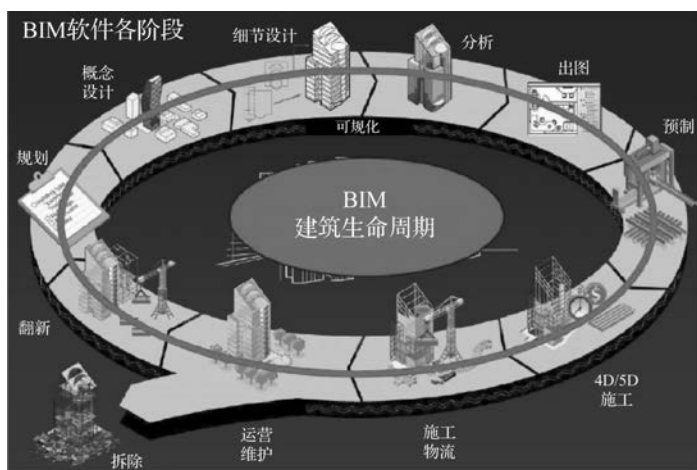 BIM软件各阶段
细节设计
分析
概念
设计
出图
可规化
预制
规划
BIM
建筑生命周期
翻新
4D/5D
施工
运营
维护
施工
物流
拆除